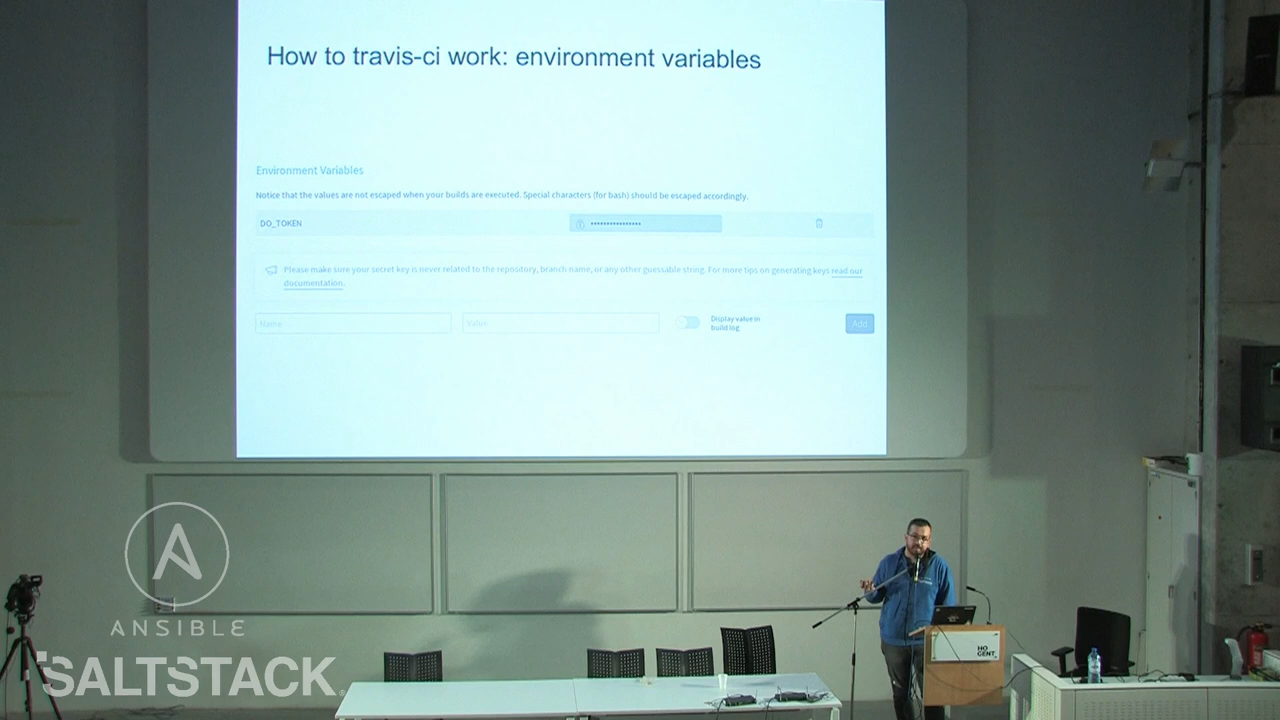 How to travis-ci work: environment variables
Environment Variables
Notice that the values are not escaped when your builds are executed. Special characters (for bash) should be escaped accordingly.
DO_TOKEN
••••••••••••••••
Please make sure your secret key is never related to the repository, branch name, or any other guessable string. For more tips on generating keys read our
documentation.
Name
Value
Display value in
build log
Add
ANSIBLE
SALTSTACK
HO
GENT